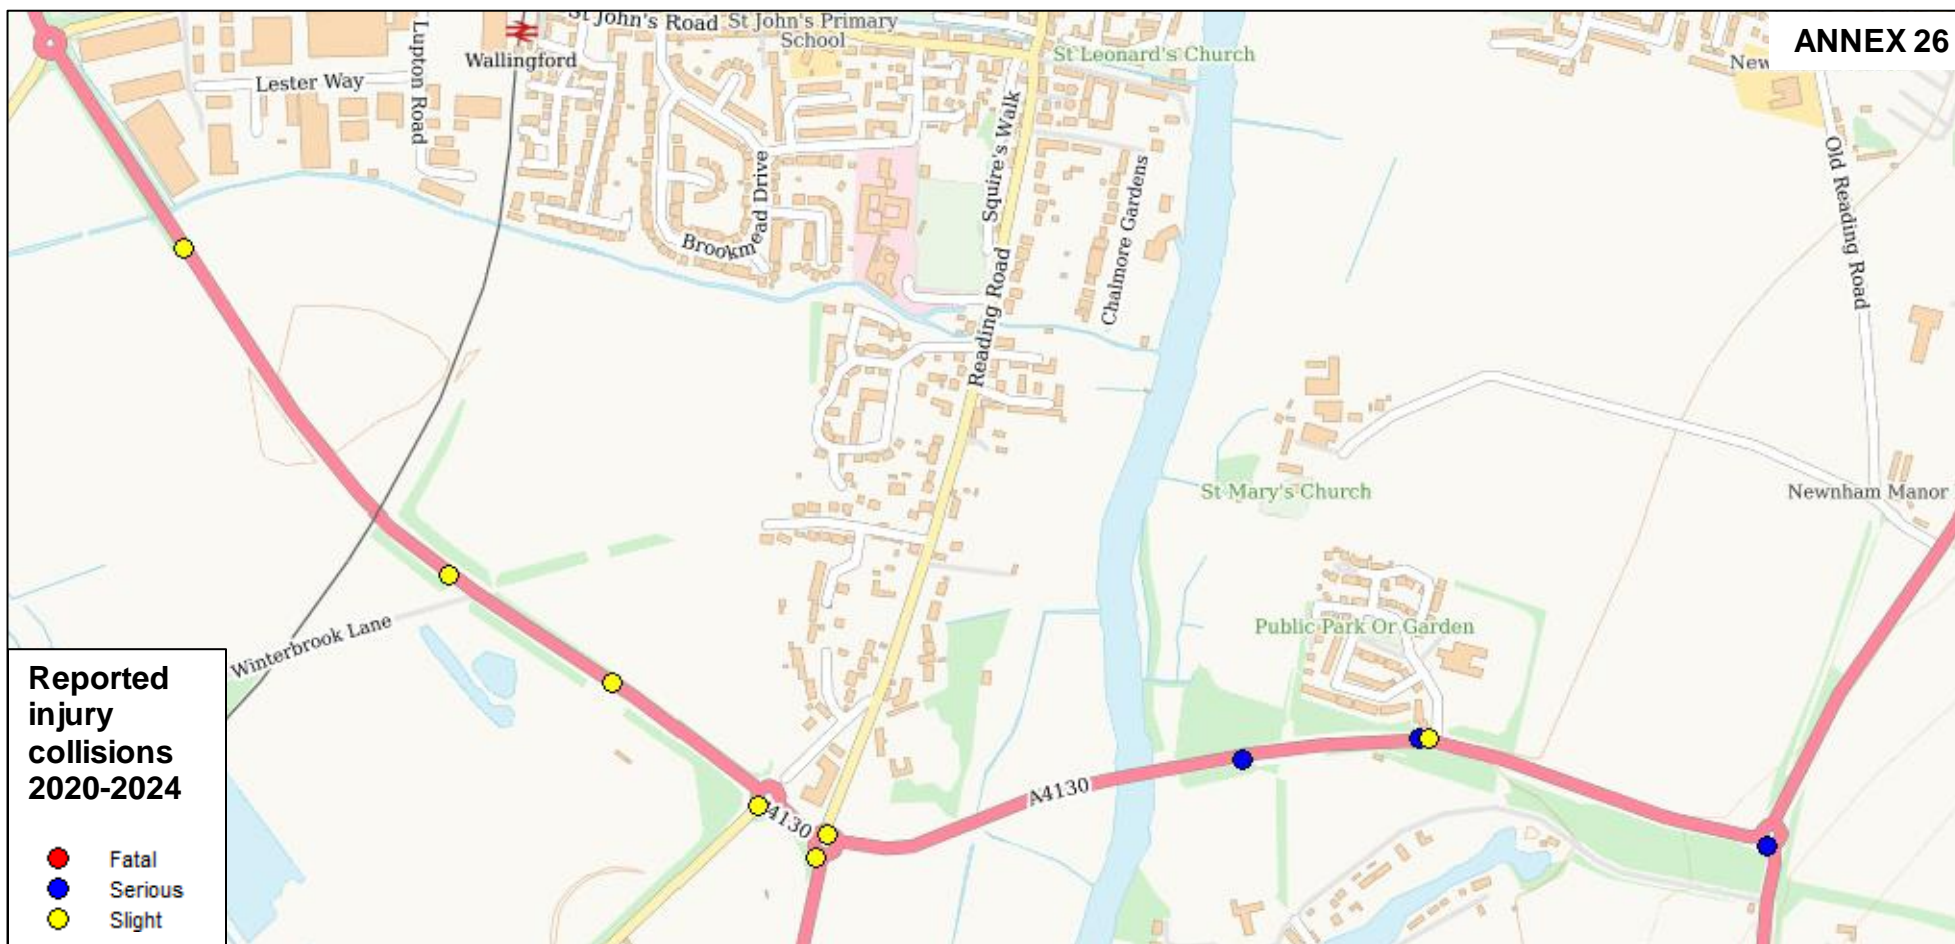 ANNEX 26
St John's Road
St John's Primary
School
Wallingford
St Leonard's Church
New
Lester Way
Lupton Road
Squire's Walk
Brookmead Drive
Chalmore Gardens
Old Reading Road
Reading Road
St Mary's Church
Newnham Manor
Public Park Or Garden
Winterbrook Lane
A4130
4130
Reported
injury
collisions
2020-2024
Fatal
Serious
Slight